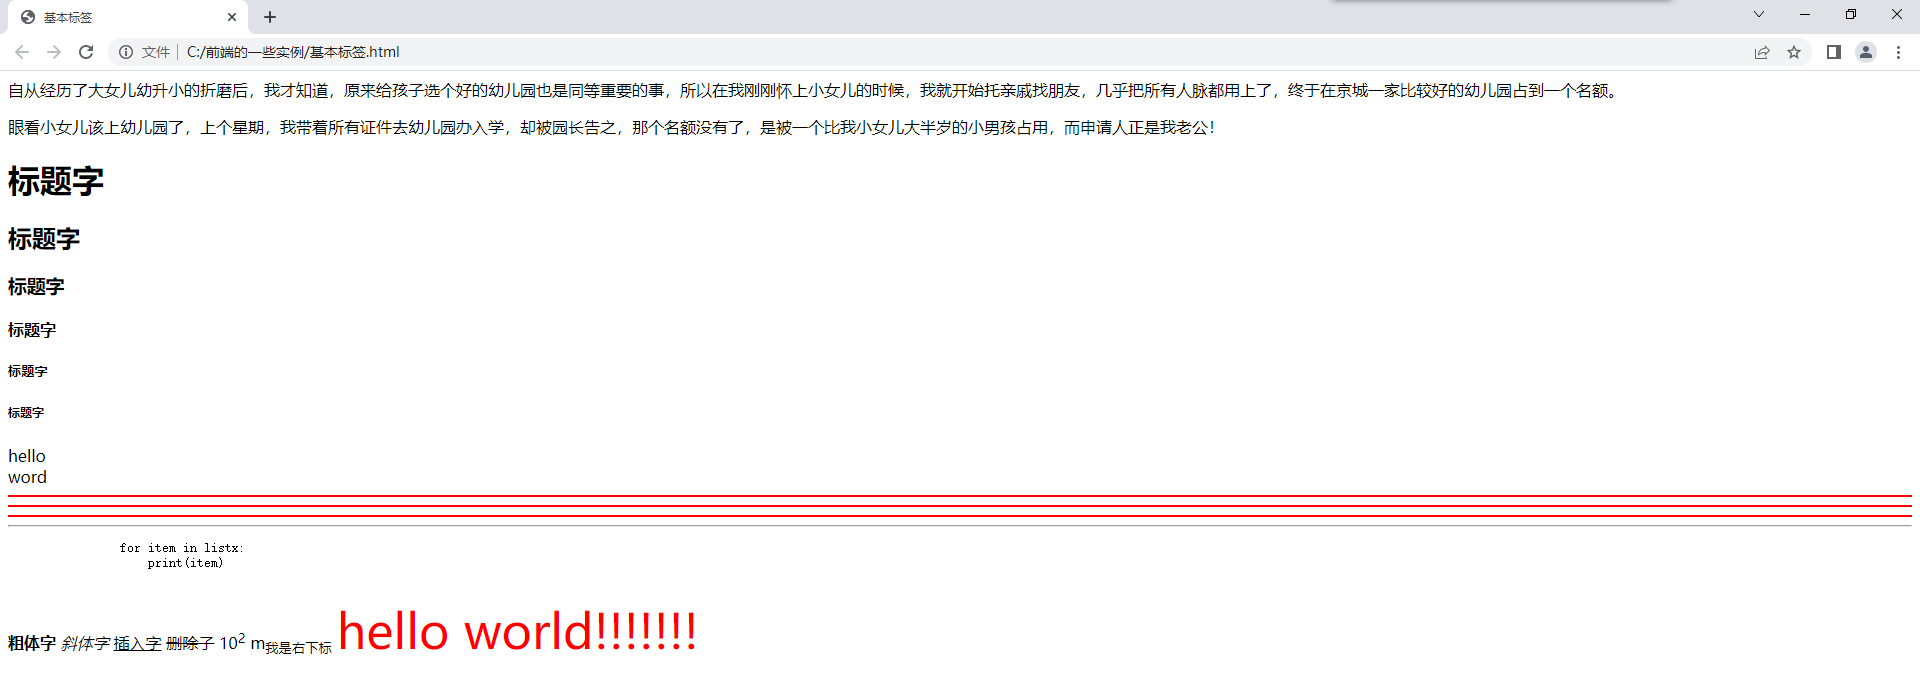 基本标签
文件 C:/前端的一些实例/基本标签.html
自从经历了大女儿幼升小的折磨后，我才知道，原来给孩子选个好的幼儿园也是同等重要的事，所以在我刚刚怀上小女儿的时候，我就开始托亲戚找朋友，几乎把所有人脉都用上了，终于在京城一家比较好的幼儿园占到一个名额。
眼看小女儿该上幼儿园了，上个星期，我带着所有证件去幼儿园办入学，却被园长告之，那个名额没有了，是被一个比我小女儿大半岁的小男孩占用，而申请人正是我老公！
标题字
标题字
标题字
标题字
标题字
标题字
hello
word
for item in listx:
print(item)
粗体字 斜体字 插入字 删除子 10² m我是右下标 hello world!!!!!!!